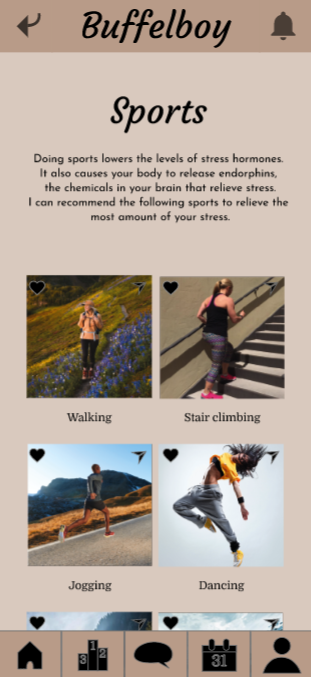 Buffelboy
Sports
Doing sports lowers the levels of stress hormones.
It also causes your body to release endorphins,
the chemicals in your brain that relieve stress.
I can recommend the following sports to relieve the
most amount of your stress.
Walking
Stair climbing
Jogging
Dancing
3 1 2
31